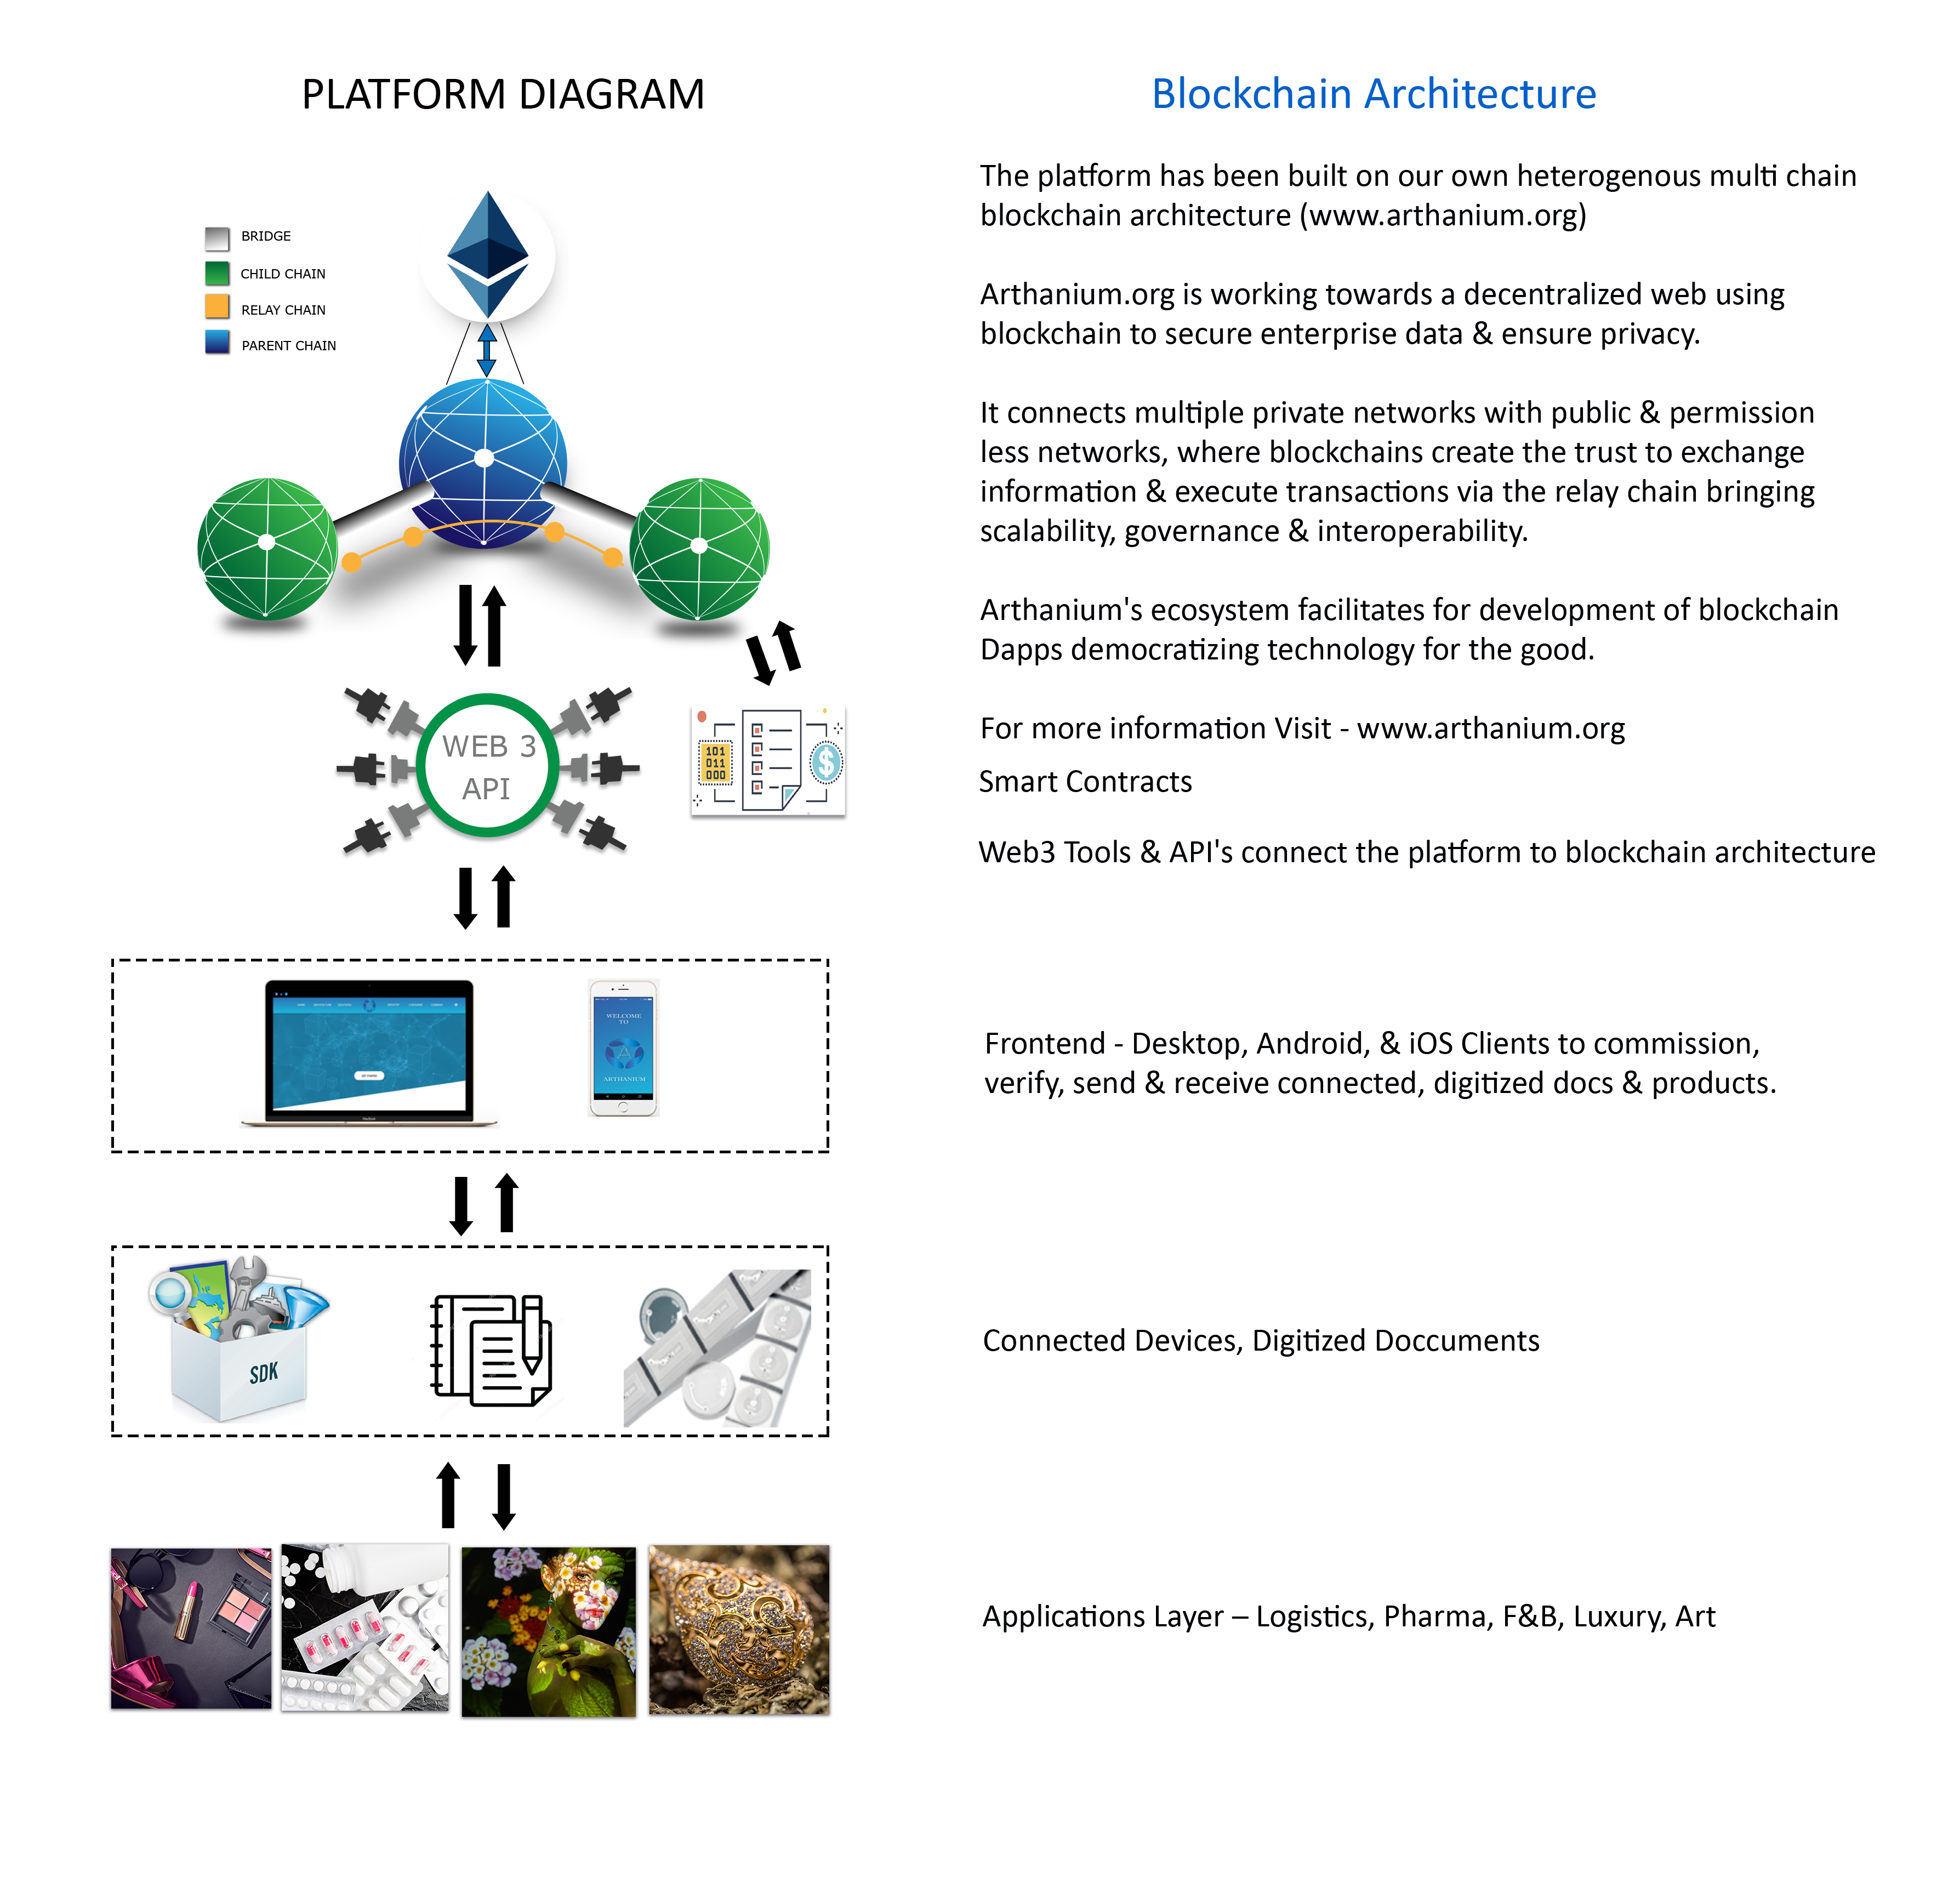 PLATFORM DIAGRAM
BRIDGE
CHILD CHAIN
RELAY CHAIN
PARENT CHAIN
WEB 3
API
101
011
000
$
WELCOME
TO
A
ARTHANIUM
SDK
Blockchain Architecture
The platform has been built on our own heterogenous multi chain
blockchain architecture (www.arthanium.org)
Arthanium.org is working towards a decentralized web using
blockchain to secure enterprise data & ensure privacy.
It connects multiple private networks with public & permission
less networks, where blockchains create the trust to exchange
information & execute transactions via the relay chain bringing
scalability, governance & interoperability.
Arthanium's ecosystem facilitates for development of blockchain
Dapps democratizing technology for the good.
For more information Visit - www.arthanium.org
Smart Contracts
Web3 Tools & API's connect the platform to blockchain architecture
Frontend - Desktop, Android, & iOS Clients to commission,
verify, send & receive connected, digitized docs & products.
Connected Devices, Digitized Doccuments
Applications Layer – Logistics, Pharma, F&B, Luxury, Art